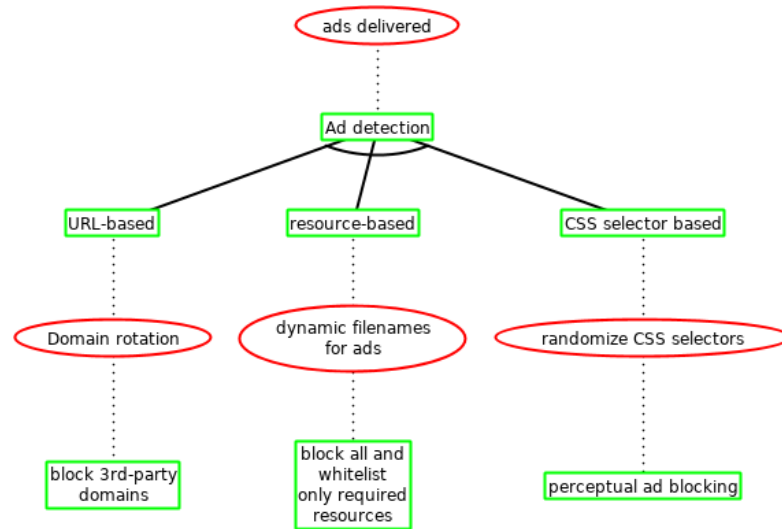 ads delivered
Ad detection
URL-based
resource-based
CSS selector based
Domain rotation
dynamic filenames
for ads
randomize CSS selectors
block 3rd-party
domains
block all and
whitelist
only required
resources
perceptual ad blocking